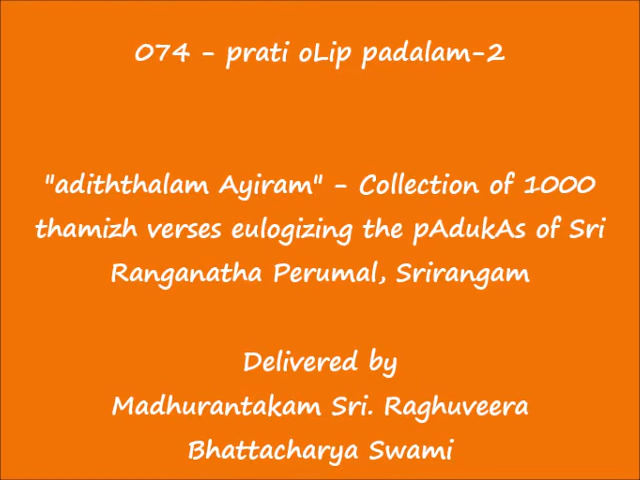 074 - prati oLip padalam-2
"adiththalam Ayiram" - Collection of 1000
thamizh verses eulogizing the pAdukAs of Sri
Ranganatha Perumal, Srirangam
Delivered by
Madhurantakam Sri. Raghuveera
Bhattacharya Swami